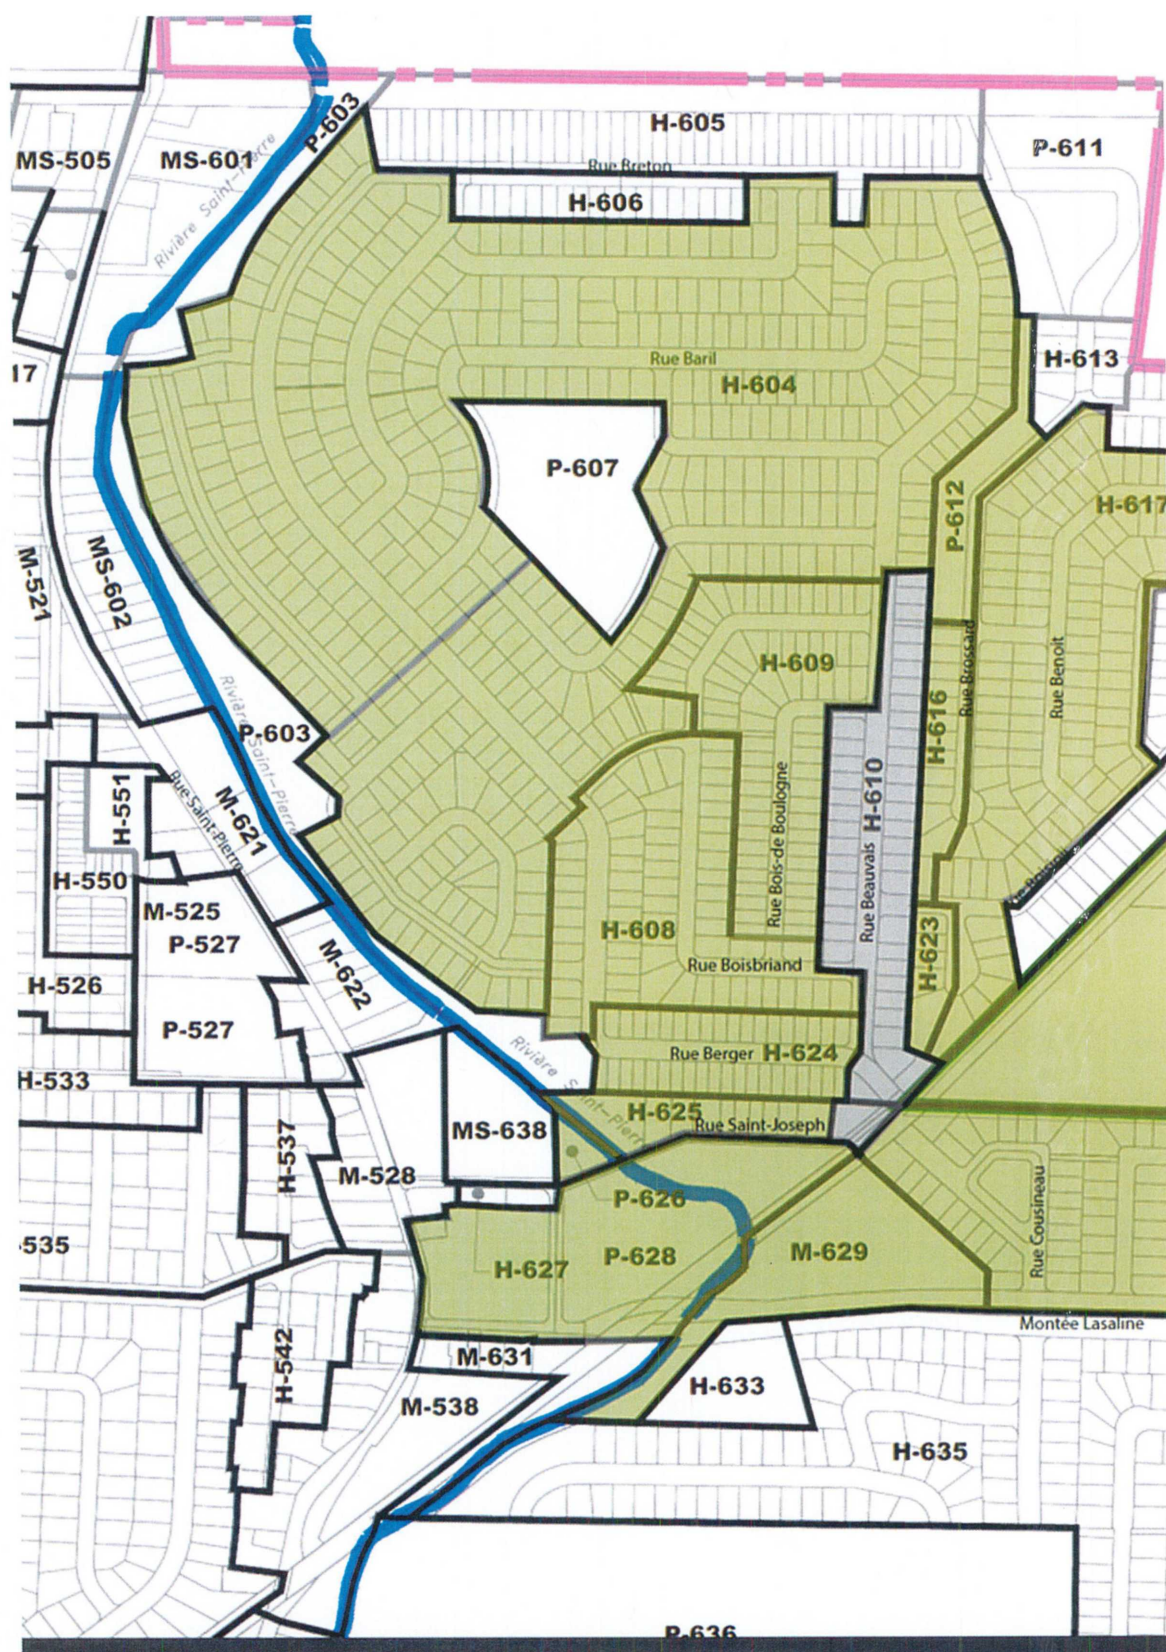 P-603
H-605
MS-505
MS-601
Rivière Saint-Pierre
P-611
Rue Breton
H-606
17
Rue Baril
H-604
H-613
P-607
P-612
H-617
M-521
MS-602
H-609
Rue Brossard
Rue Benoit
H-616
Rivière Saint-Pierre
P-603
H-551
Rue Saint-Pierre
M-621
H-610
Rue Bois-de Boulogne
Rue Beauvais
H-550
M-525
P-527
H-608
H-623
Rue Boisbriand
M-622
H-526
P-527
Rivière Saint-Pierre
Rue Berger
H-624
H-533
H-625
Rue Saint-Joseph
MS-638
H-537
M-528
P-626
Rue Cousineau
-535
H-627
P-628
M-629
Montée Lasaline
M-631
H-542
M-538
H-633
H-635
P-636